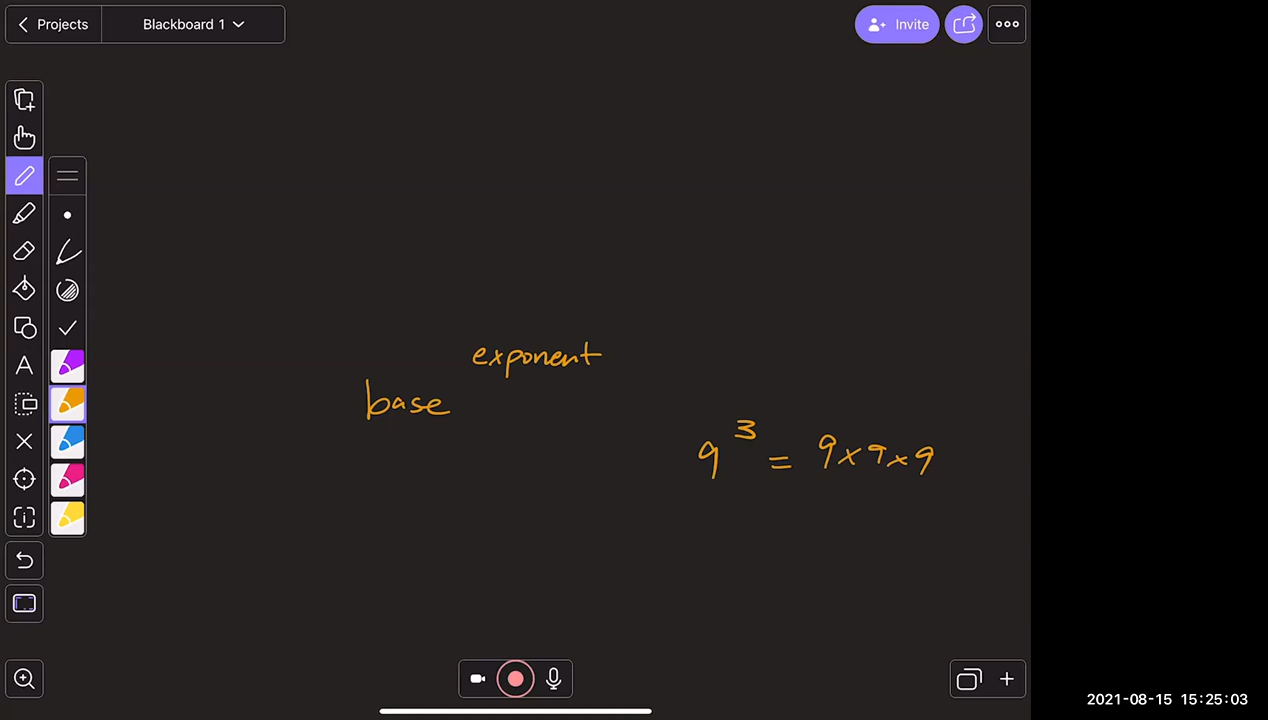 Projects Blackboard 1 Invite
exponent
base
9³ = 9×9×9
2021-08-15 15:25:03